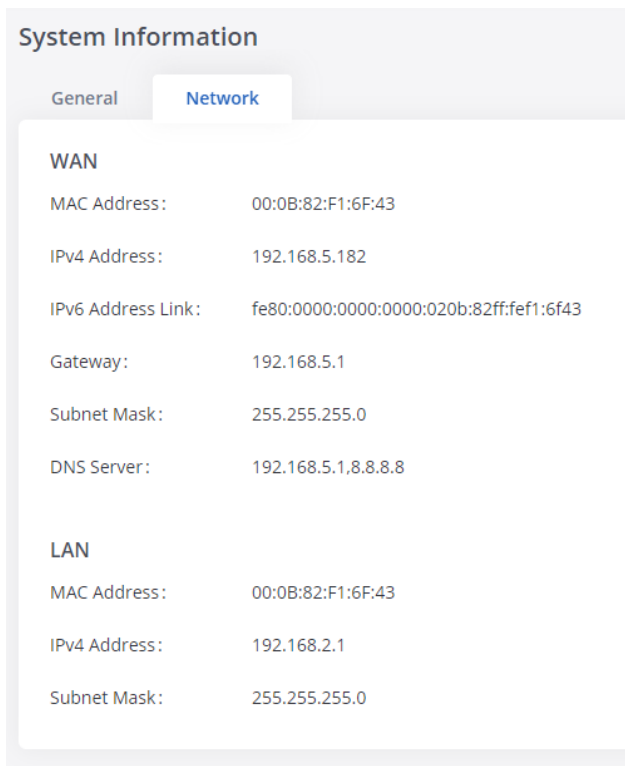 System Information
General Network
WAN
MAC Address: 00:0B:82:F1:6F:43
IPv4 Address: 192.168.5.182
IPv6 Address Link: fe80:0000:0000:0000:020b:82ff:fef1:6f43
Gateway: 192.168.5.1
Subnet Mask: 255.255.255.0
DNS Server: 192.168.5.1,8.8.8.8
LAN
MAC Address: 00:0B:82:F1:6F:43
IPv4 Address: 192.168.2.1
Subnet Mask: 255.255.255.0